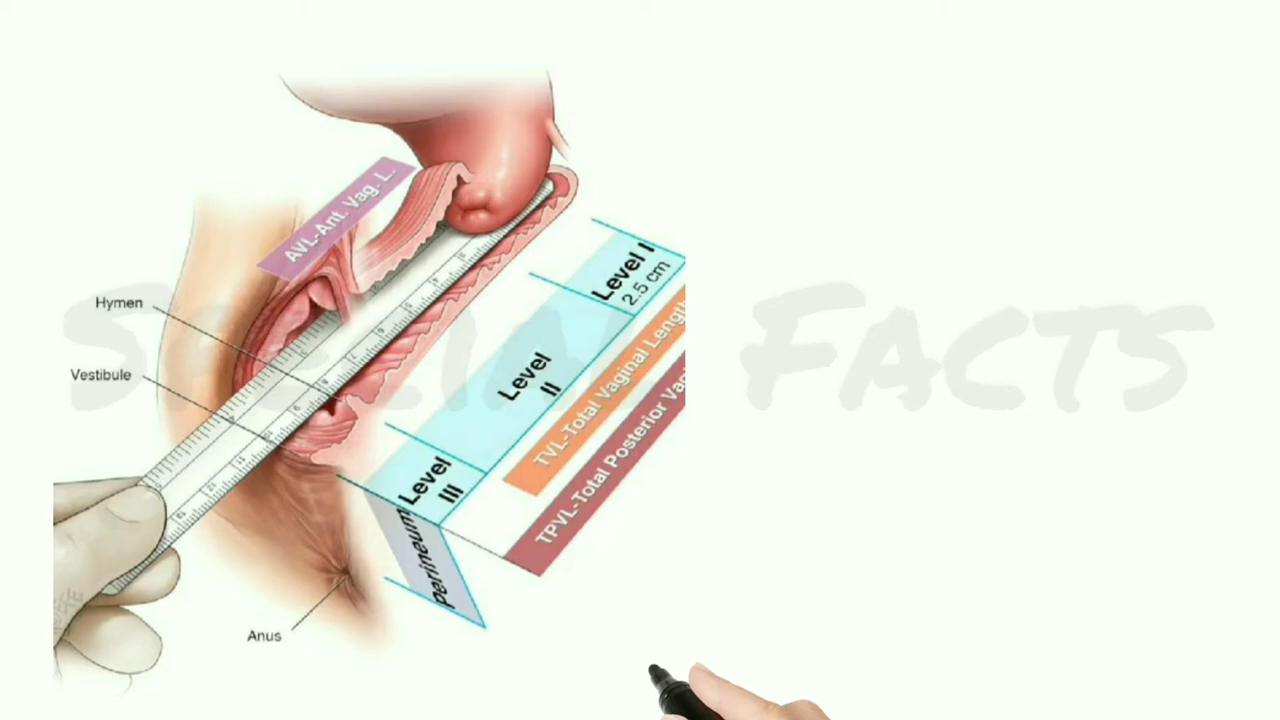 AVL-Ant. Vag. L.
Hymen
Vestibule
Anus
Level I
2.5 cm
Level
II
Level
III
Perineum
TVL-Total Vaginal Length
TPVL-Total Posterior Vag
Facts